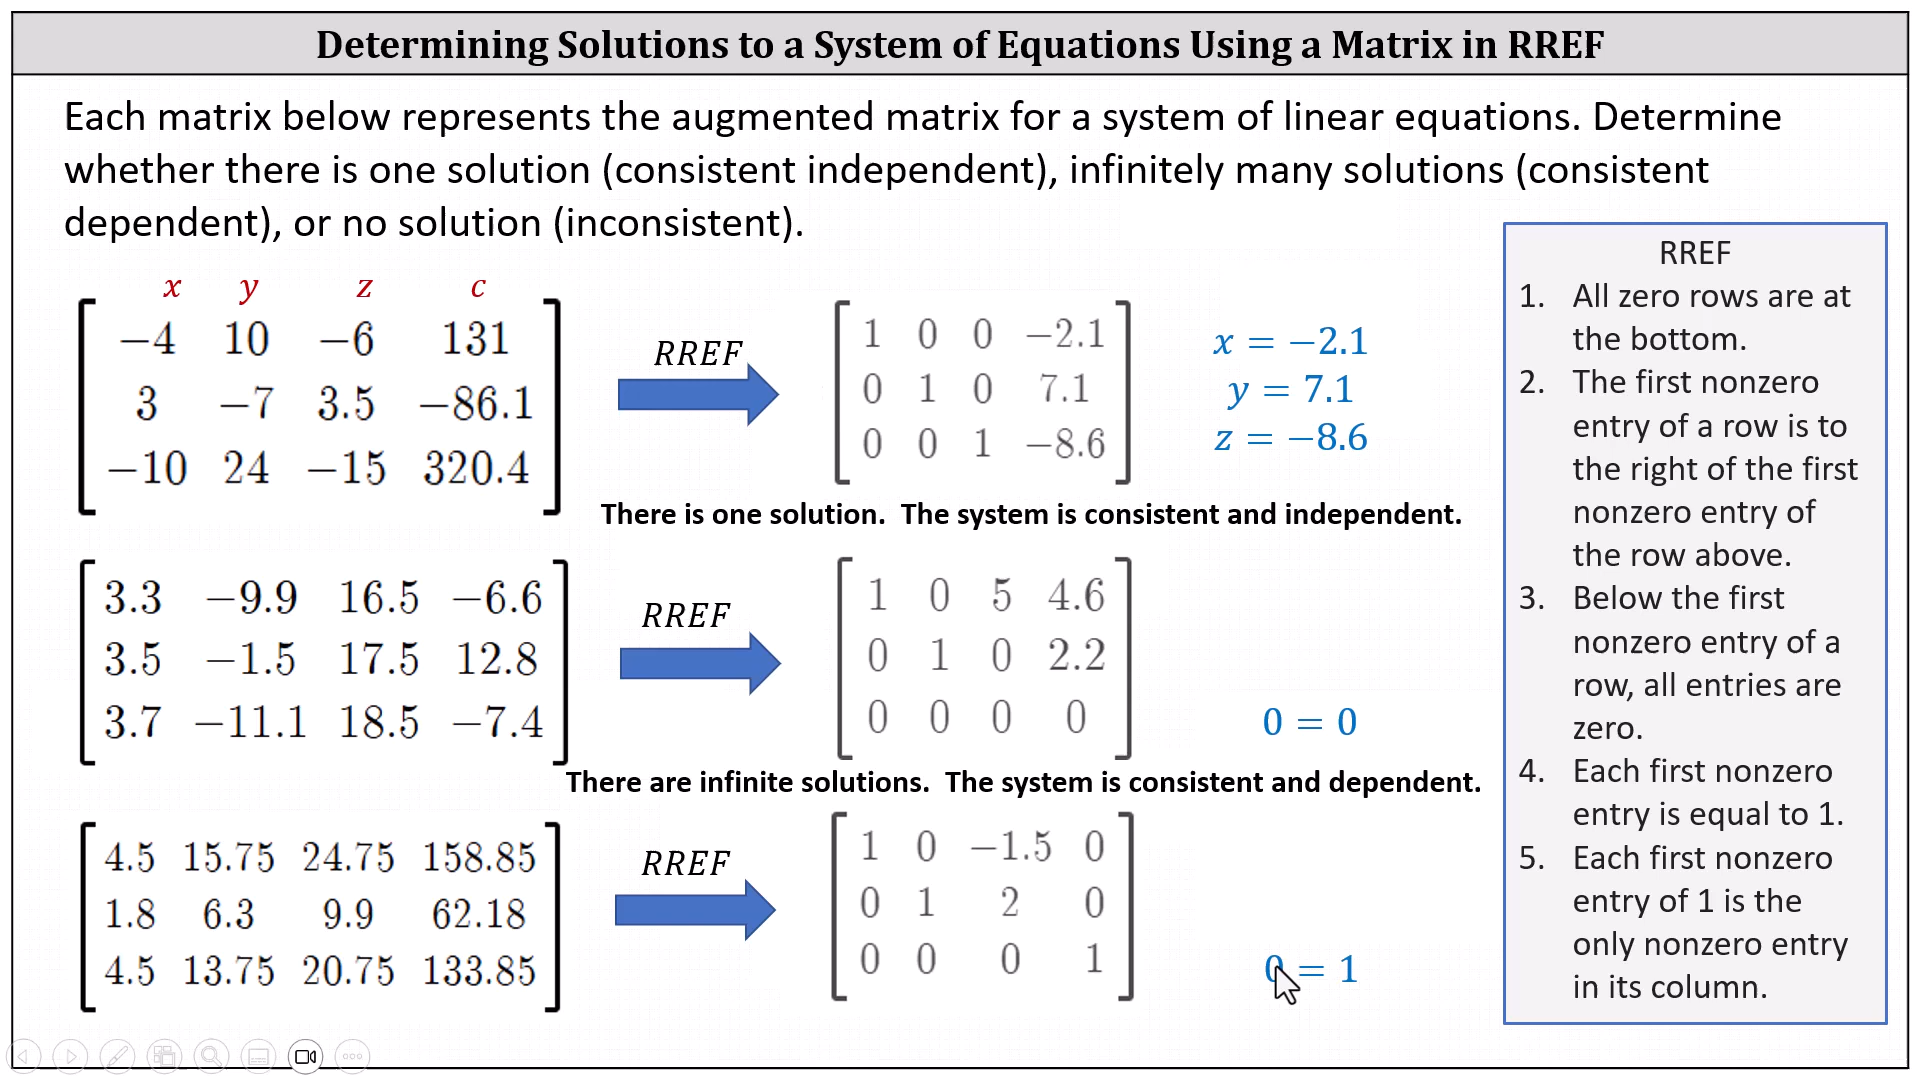 Determining Solutions to a System of Equations Using a Matrix in RREF
Each matrix below represents the augmented matrix for a system of linear equations. Determine
whether there is one solution (consistent independent), infinitely many solutions (consistent
dependent), or no solution (inconsistent).
x y z c
−4 10 −6 131
3 −7 3.5 −86.1
−10 24 −15 320.4
RREF
1 0 0 −2.1
0 1 0 7.1
0 0 1 −8.6
x = −2.1
y = 7.1
z = −8.6
There is one solution. The system is consistent and independent.
3.3 −9.9 16.5 −6.6
3.5 −1.5 17.5 12.8
3.7 −11.1 18.5 −7.4
RREF
1 0 5 4.6
0 1 0 2.2
0 0 0 0
0 = 0
There are infinite solutions. The system is consistent and dependent.
4.5 15.75 24.75 158.85
1.8 6.3 9.9 62.18
4.5 13.75 20.75 133.85
RREF
1 0 −1.5 0
0 1 2 0
0 0 0 1
0 = 1
RREF
1. All zero rows are at
the bottom.
2. The first nonzero
entry of a row is to
the right of the first
nonzero entry of
the row above.
3. Below the first
nonzero entry of a
row, all entries are
zero.
4. Each first nonzero
entry is equal to 1.
5. Each first nonzero
entry of 1 is the
only nonzero entry
in its column.